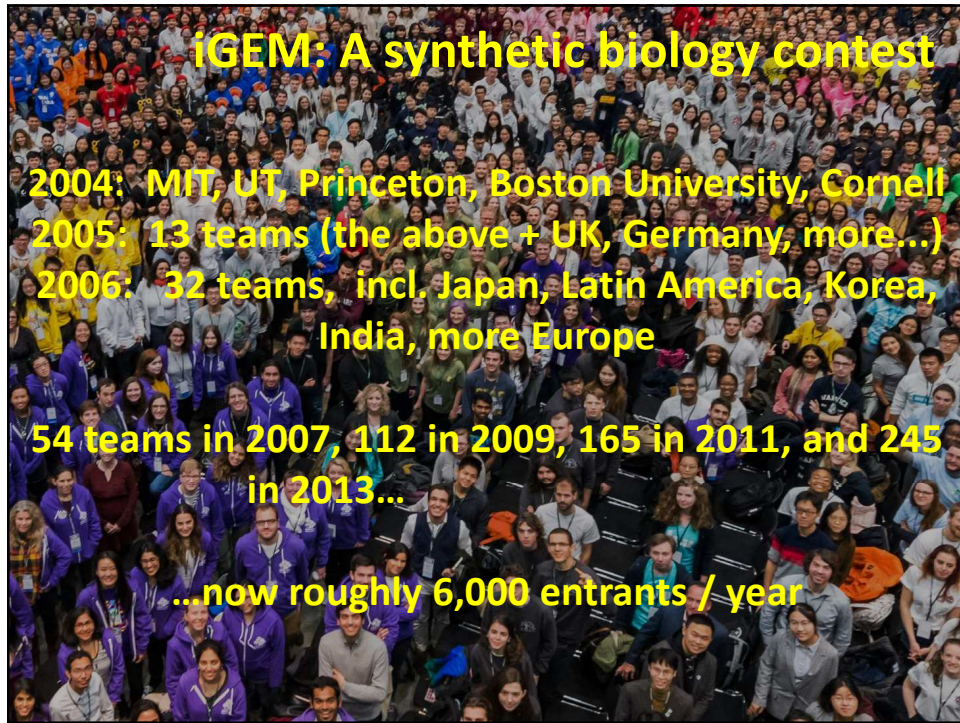 iGEM: A synthetic biology contest
2004: MIT, UT, Princeton, Boston University, Cornell
2005: 13 teams (the above + UK, Germany, more...)
2006: 32 teams, incl. Japan, Latin America, Korea,
India, more Europe
54 teams in 2007, 112 in 2009, 165 in 2011, and 245
in 2013…
…now roughly 6,000 entrants / year